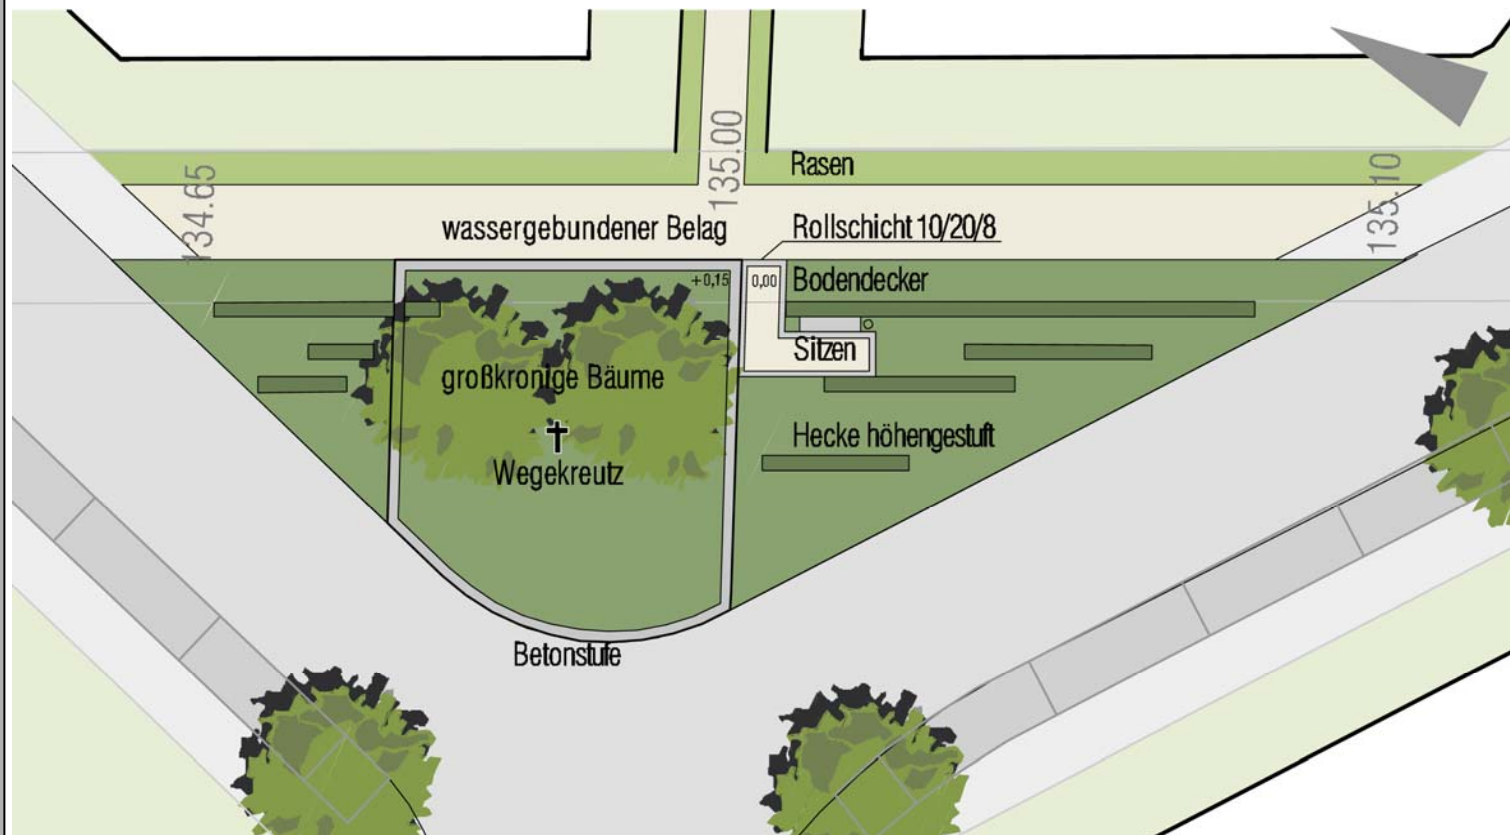 135.00
Rasen
134.65
135.10
wassergebundener Belag
Rollschicht 10/20/8
+0,15
0,00
Bodendecker
Sitzen
großkronige Bäume
Hecke höhengestuft
Wegekreutz
Betonstufe